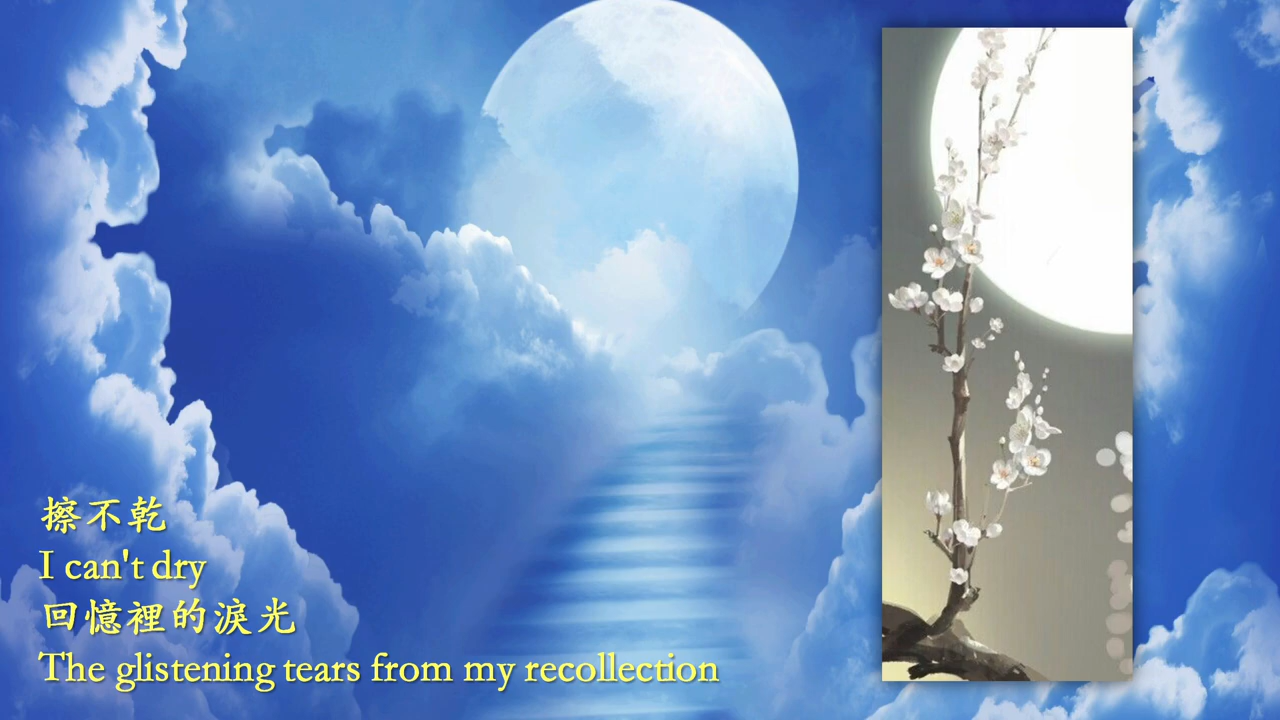 擦不乾
I can't dry
回憶裡的淚光
The glistening tears from my recollection